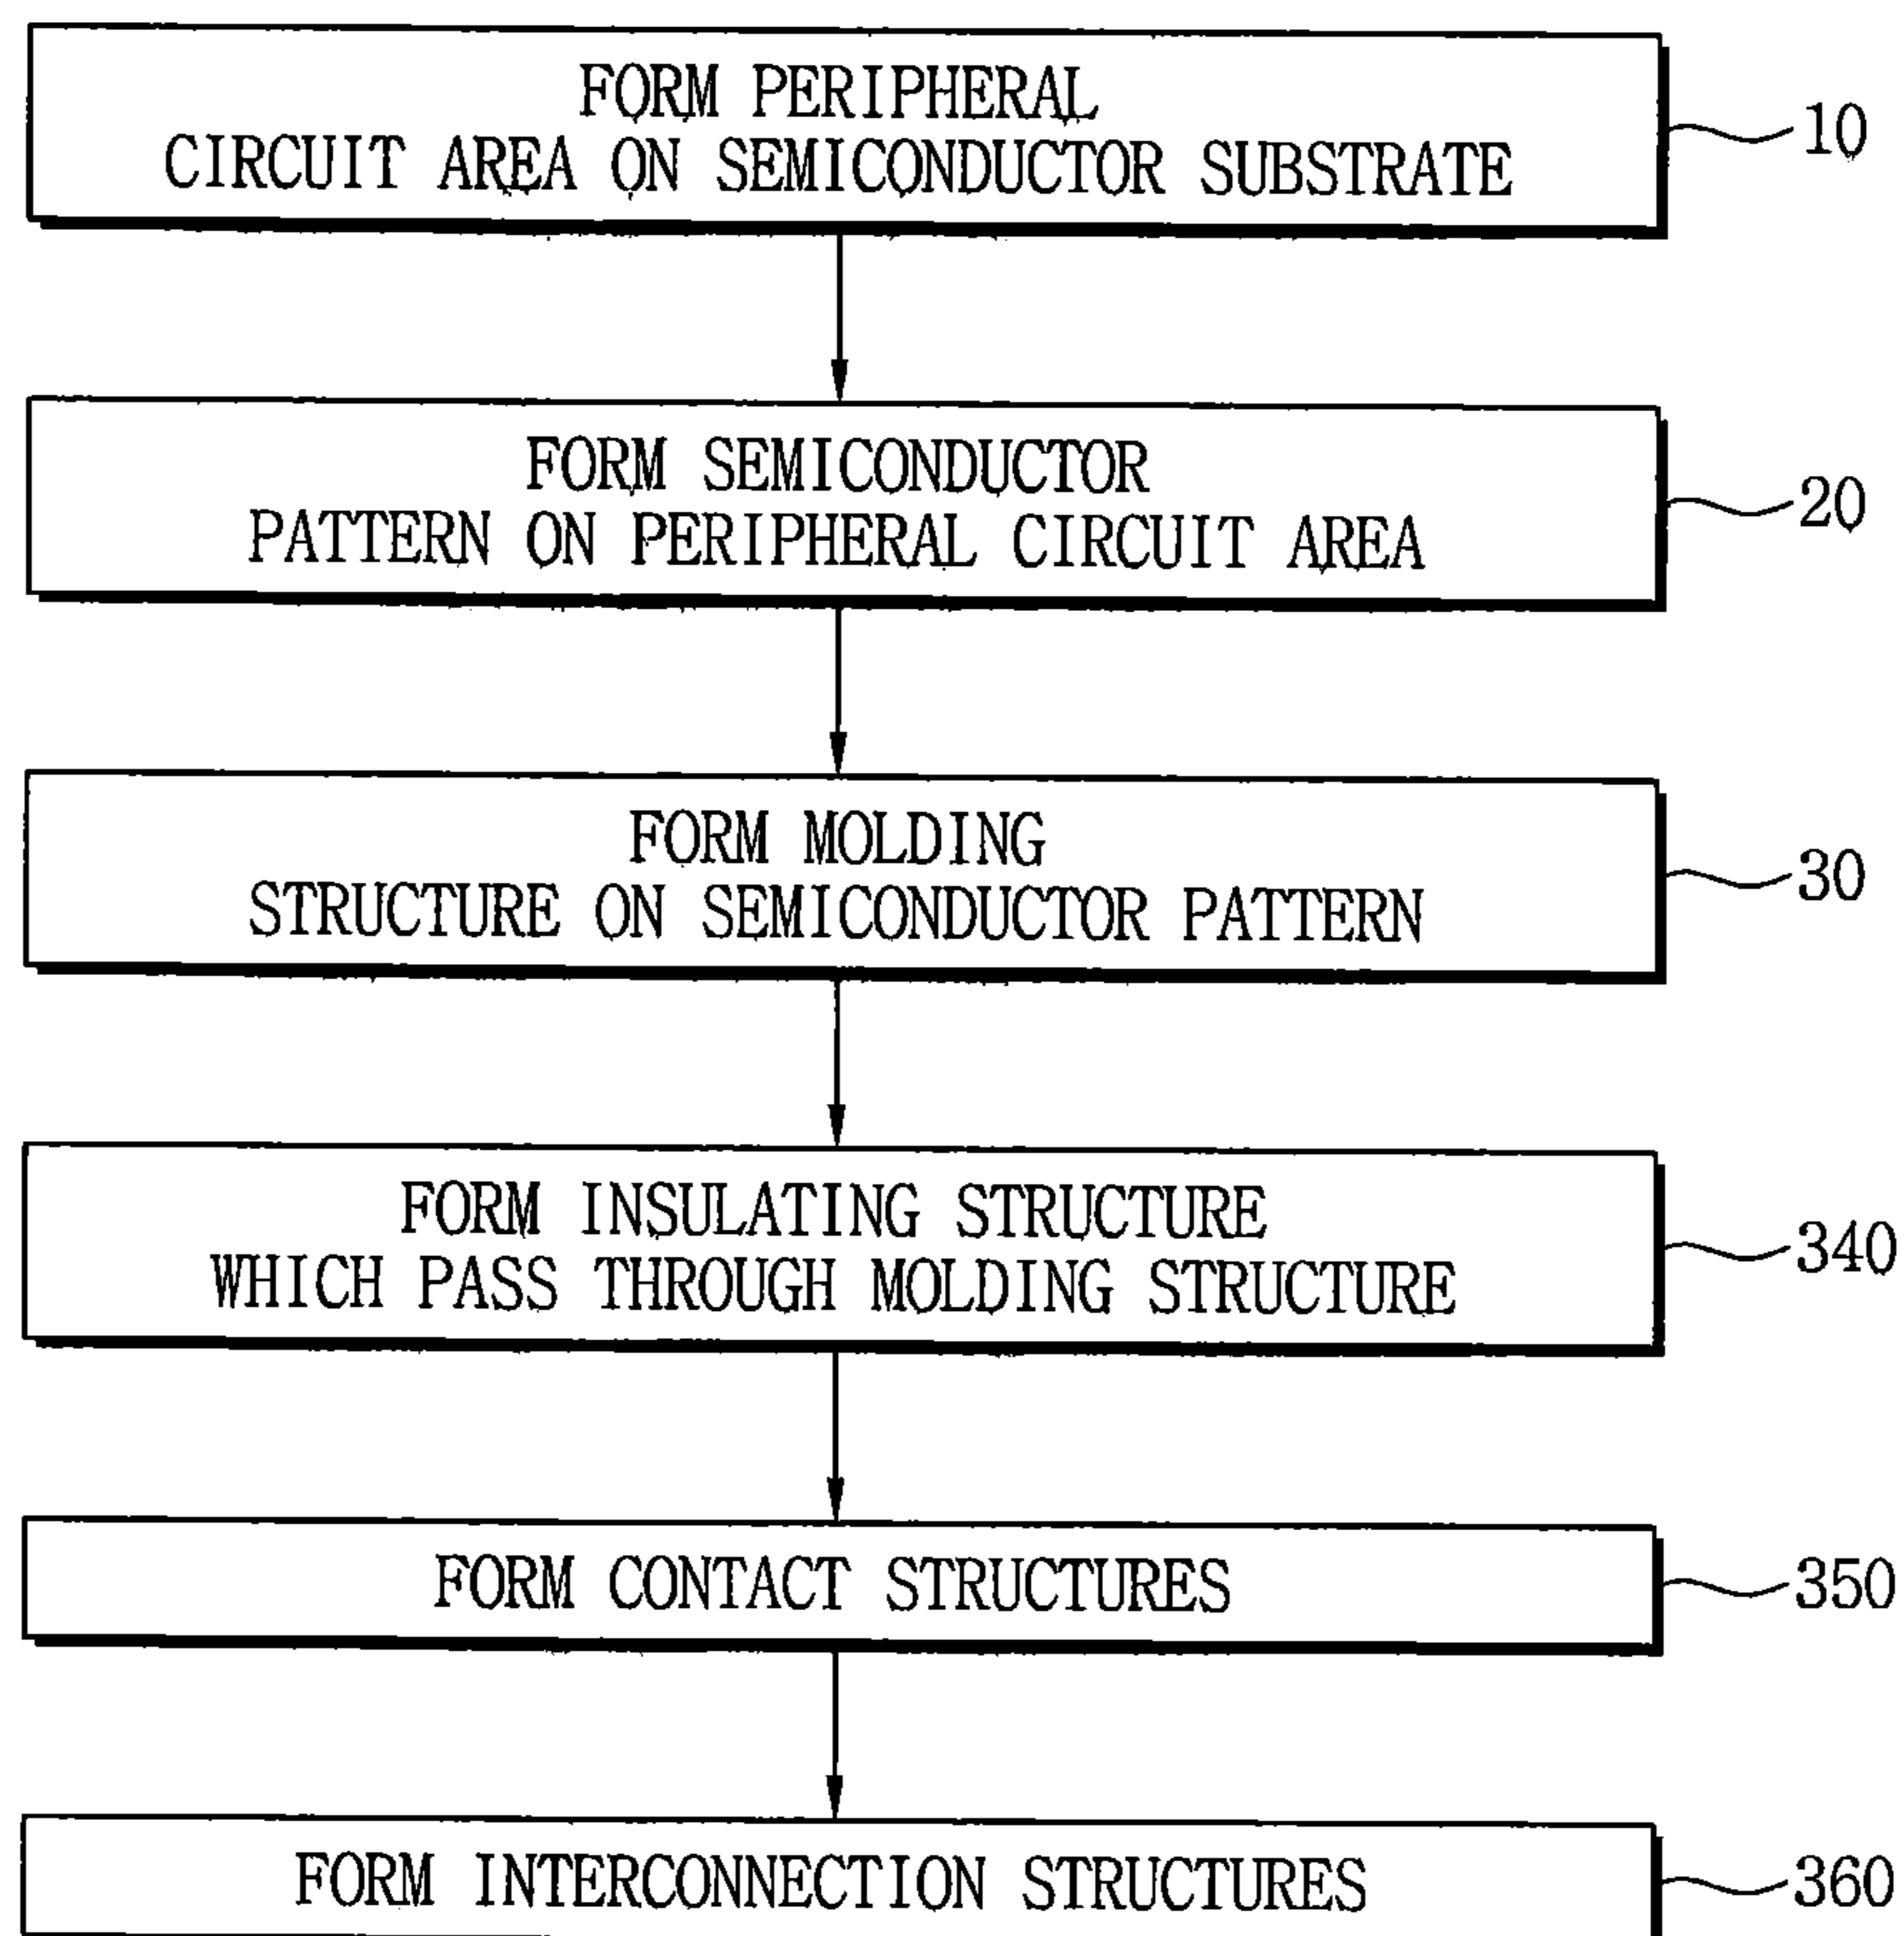 FORM PERIPHERAL
CIRCUIT AREA ON SEMICONDUCTOR SUBSTRATE
10
FORM SEMICONDUCTOR
PATTERN ON PERIPHERAL CIRCUIT AREA
20
FORM MOLDING
STRUCTURE ON SEMICONDUCTOR PATTERN
30
FORM INSULATING STRUCTURE
WHICH PASS THROUGH MOLDING STRUCTURE
340
FORM CONTACT STRUCTURES
350
FORM INTERCONNECTION STRUCTURES
360